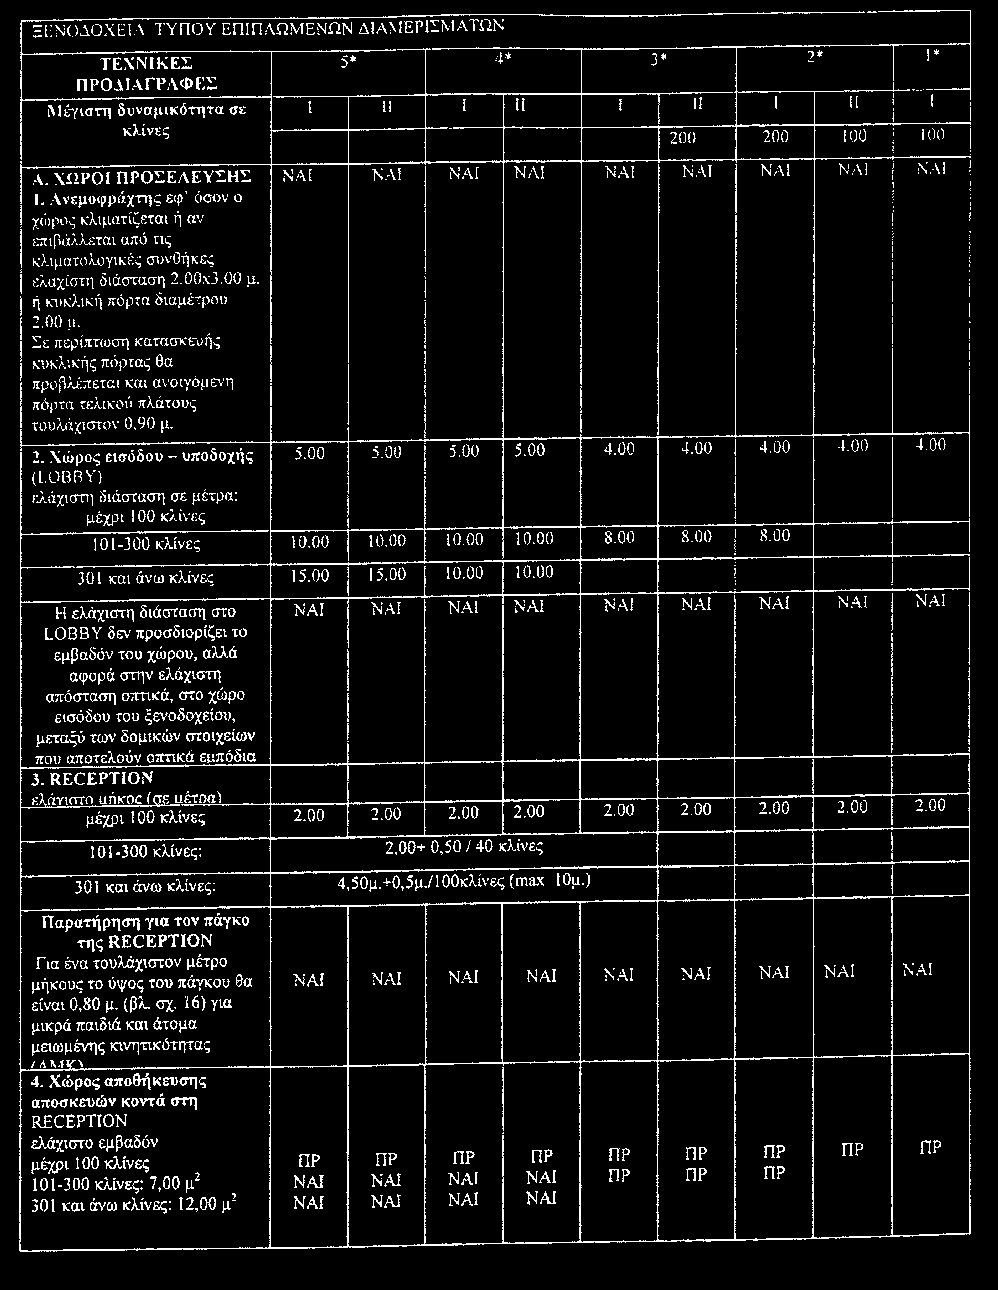 ΞΕΝΟΔΟΧΕΙΑ ΤΥΠΟΥ ΕΠΙΠΛΩΜΕΝΩΝ ΔΙΑΜΕΡΙΣΜΑΤΩΝ
ΤΕΧΝΙΚΕΣ ΠΡΟΔΙΑΓΡΑΦΕΣ 5* 4* 3* 2* 1*
Μέγιστη δυναμικότητα σε I II I II I II I II I
κλίνες 200 200 100 100
Α. ΧΩΡΟΙ ΠΡΟΣΕΛΕΥΣΗΣ ΝΑΙ ΝΑΙ ΝΑΙ ΝΑΙ ΝΑΙ ΝΑΙ ΝΑΙ ΝΑΙ ΝΑΙ
1. Ανεμοφράχτης εφ' όσον ο
χώρος κλιματίζεται ή αν
επιβάλλεται από τις
κλιματολογικές συνθήκες
ελαχίστη διάσταση 2.00x3.00 μ.
ή κυκλική πόρτα διαμέτρου
2.00 μ.
Σε περίπτωση κατασκευής
κυκλικής πόρτας θα
προβλέπεται και ανοιγόμενη
πόρτα τελικού πλάτους
τουλάχιστον 0.90 μ.
2. Χώρος εισόδου – υποδοχής 5.00 5.00 5.00 5.00 4.00 4.00 4.00 4.00 4.00
(LOBBY)
ελάχιστη διάσταση σε μέτρα:
μέχρι 100 κλίνες
101-300 κλίνες 10.00 10.00 10.00 10.00 8.00 8.00 8.00
301 και άνω κλίνες 15.00 15.00 10.00 10.00
Η ελάχιστη διάσταση στο ΝΑΙ ΝΑΙ ΝΑΙ ΝΑΙ ΝΑΙ ΝΑΙ ΝΑΙ ΝΑΙ ΝΑΙ
LOBBY δεν προσδιορίζει το
εμβαδόν του χώρου, αλλά
αφορά στην ελάχιστη
απόσταση οπτικά, στο χώρο
εισόδου του ξενοδοχείου,
μεταξύ των δομικών στοιχείων
που αποτελούν οπτικά εμπόδια
3. RECEPTION
ελάχιστο μήκος (σε μέτρα)
μέχρι 100 κλίνες 2.00 2.00 2.00 2.00 2.00 2.00 2.00 2.00 2.00
101-300 κλίνες: 2,00+ 0,50 / 40 κλίνες
301 και άνω κλίνες: 4,50μ.+0,5μ./100κλίνες (max 10μ.)
Παρατήρηση για τον πάγκο
της RECEPTION
Για ένα τουλάχιστον μέτρο
μήκους το ύψος του πάγκου θα ΝΑΙ ΝΑΙ ΝΑΙ ΝΑΙ ΝΑΙ ΝΑΙ ΝΑΙ ΝΑΙ ΝΑΙ
είναι 0,80 μ. (βλ. σχ. 16) για
μικρά παιδιά και άτομα
μειωμένης κινητικότητας
(ΑΜΚ)
4. Χώρος αποθήκευσης
αποσκευών κοντά στη
RECEPTION
ελάχιστο εμβαδόν
μέχρι 100 κλίνες ΠΡ ΠΡ ΠΡ ΠΡ ΠΡ ΠΡ ΠΡ ΠΡ ΠΡ
101-300 κλίνες: 7,00 μ² ΝΑΙ ΝΑΙ ΝΑΙ ΝΑΙ ΠΡ ΠΡ ΠΡ
301 και άνω κλίνες: 12,00 μ² ΝΑΙ ΝΑΙ ΝΑΙ ΝΑΙ